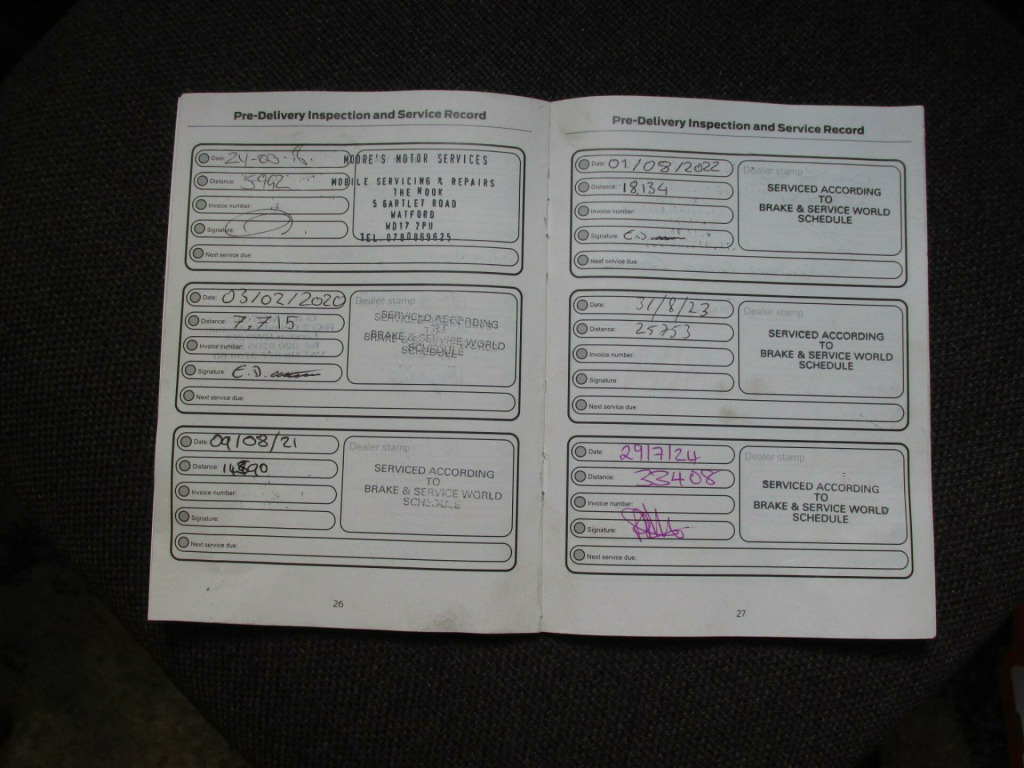 Pre-Delivery Inspection and Service Record
Date:
MOORE'S MOTOR SERVICES
Distance: 5962
MOBILE SERVICING & REPAIRS
THE NOOK
Invoice number:
5 GARTLET ROAD
WATFORD
Signature:
WD17 2PU
TEL. 0780869625
Next service due:
Date: 03/02/2020
Dealer stamp
Distance: 7,715
SERVICED ACCORDING
Invoice number:
BRAKE & SERVICE WORLD
SCHEDULE
Signature: E.D.
Next service due:
Date: 09/08/21
Dealer stamp
Distance:
SERVICED ACCORDING
TO
Invoice number:
BRAKE & SERVICE WORLD
SCHEDULE
Signature:
Next service due:
26
Pre-Delivery Inspection and Service Record
Date: 01/08/2022
Dealer stamp
Distance: 18134
SERVICED ACCORDING
TO
Invoice number:
BRAKE & SERVICE WORLD
SCHEDULE
Signature: E.D.
Next service due:
Date: 31/8/23
Dealer stamp
Distance: 25753
SERVICED ACCORDING
TO
Invoice number:
BRAKE & SERVICE WORLD
SCHEDULE
Signature:
Next service due:
Date: 29/7/24
Dealer stamp
Distance: 33408
SERVICED ACCORDING
TO
Invoice number:
BRAKE & SERVICE WORLD
SCHEDULE
Signature:
Next service due:
27